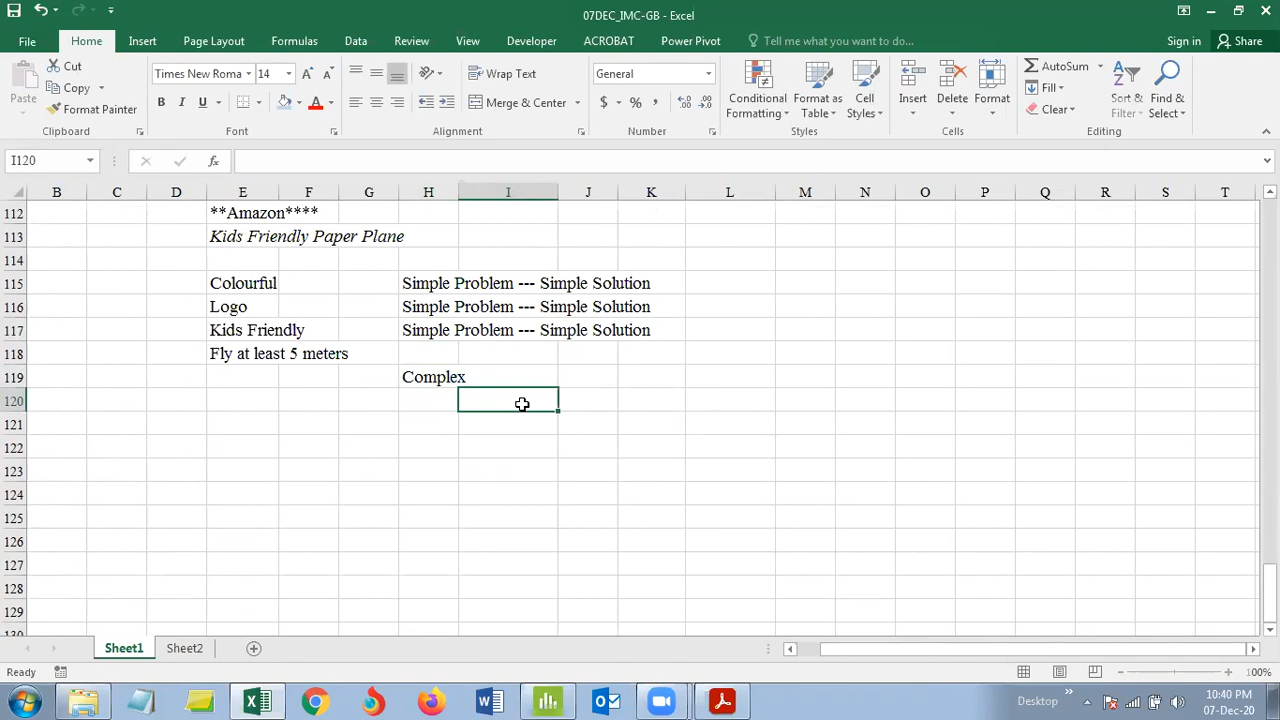 07DEC_IMC-GB - Excel
File Home Insert Page Layout Formulas Data Review View Developer ACROBAT Power Pivot Tell me what you want to do... Sign in Share
Paste Cut
Copy
Format Painter
Clipboard
Times New Roma 14
B I U
Font
Wrap Text
Merge & Center
Alignment
General
$ % ,
Number
Conditional Formatting
Format as Table
Cell Styles
Styles
Insert Delete Format
Cells
AutoSum
Fill
Clear
Sort & Filter
Find & Select
Editing
I120 fx
B C D E F G H I J K L M N O P Q R S T
112 **Amazon****
113 Kids Friendly Paper Plane
114
115 Colourful Simple Problem --- Simple Solution
116 Logo Simple Problem --- Simple Solution
117 Kids Friendly Simple Problem --- Simple Solution
118 Fly at least 5 meters
119 Complex
120
121
122
123
124
125
126
127
128
129
130
Sheet1 Sheet2
Ready 100%
Desktop 10:40 PM
07-Dec-20